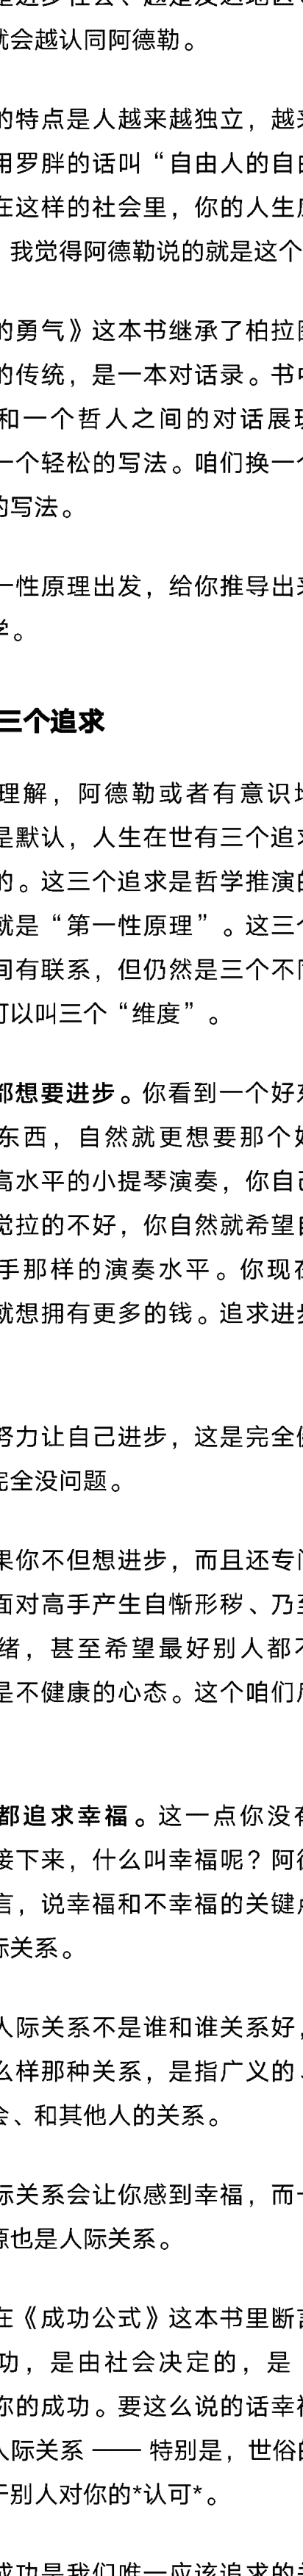 就会越认同阿德勒。
的特点是人越来越独立，越
用罗胖的话叫“自由人的自
在这样的社会里，你的人生
我觉得阿德勒说的就是这个
的勇气》这本书继承了柏拉
的传统，是一本对话录。书
和一个哲人之间的对话展
一个轻松的写法。咱们换一
的写法。
一性原理出发，给你推导出
学。
三个追求
理解，阿德勒或者有意识
是默认，人生在世有三个追
的。这三个追求是哲学推演
就是“第一性原理”。这三
间有联系，但仍然是三个不
可以叫三个“维度”。
都想要进步。你看到一个好
东西，自然就更想要那个
高水平的小提琴演奏，你自
觉拉的不好，你自然就希望
手那样的演奏水平。你现
就想拥有更多的钱。追求进
努力让自己进步，这是完全
完全没问题。
果你不但想进步，而且还专
面对高手产生自惭形秽、乃
绪，甚至希望最好别人都
是不健康的心态。这个咱们
都追求幸福。这一点你没
接下来，什么叫幸福呢？阿
言，说幸福和不幸福的关键
际关系。
人际关系不是谁和谁关系好，
么样那种关系，是指广义的、
会、和其他人的关系。
际关系会让你感到幸福，而
源也是人际关系。
在《成功公式》这本书里断
功，是由社会决定的，是
你的成功。要这么说的话幸
人际关系 —— 特别是，世俗
于别人对你的*认可*。
成功是我们唯一应该追求的